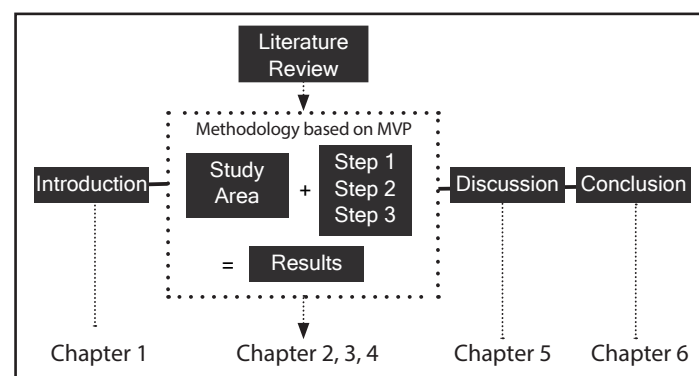 Literature
Review
Methodology based on MVP
Introduction
Study
Area
+
Step 1
Step 2
Step 3
= Results
Discussion
Conclusion
Chapter 1
Chapter 2, 3, 4
Chapter 5
Chapter 6